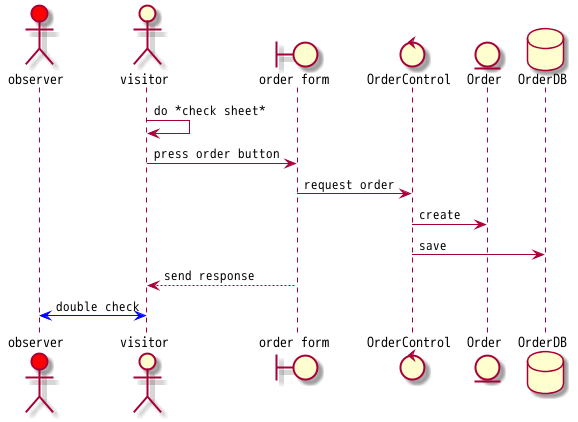 observer visitor order form OrderControl Order OrderDB
do *check sheet*
press order button
request order
create
save
send response
double check
observer visitor order form OrderControl Order OrderDB